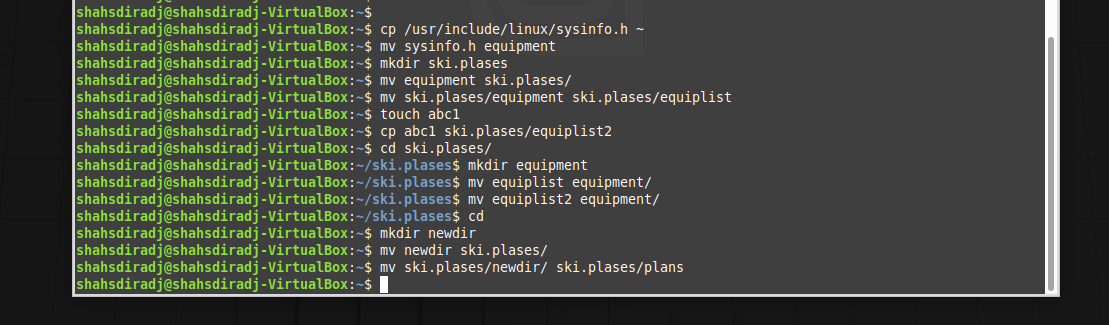 shahsdiradj@shahsdiradj-VirtualBox:~$
shahsdiradj@shahsdiradj-VirtualBox:~$ cp /usr/include/linux/sysinfo.h ~
shahsdiradj@shahsdiradj-VirtualBox:~$ mv sysinfo.h equipment
shahsdiradj@shahsdiradj-VirtualBox:~$ mkdir ski.plases
shahsdiradj@shahsdiradj-VirtualBox:~$ mv equipment ski.plases/
shahsdiradj@shahsdiradj-VirtualBox:~$ mv ski.plases/equipment ski.plases/equiplist
shahsdiradj@shahsdiradj-VirtualBox:~$ touch abc1
shahsdiradj@shahsdiradj-VirtualBox:~$ cp abc1 ski.plases/equiplist2
shahsdiradj@shahsdiradj-VirtualBox:~$ cd ski.plases/
shahsdiradj@shahsdiradj-VirtualBox:~/ski.plases$ mkdir equipment
shahsdiradj@shahsdiradj-VirtualBox:~/ski.plases$ mv equiplist equipment/
shahsdiradj@shahsdiradj-VirtualBox:~/ski.plases$ mv equiplist2 equipment/
shahsdiradj@shahsdiradj-VirtualBox:~/ski.plases$ cd
shahsdiradj@shahsdiradj-VirtualBox:~$ mkdir newdir
shahsdiradj@shahsdiradj-VirtualBox:~$ mv newdir ski.plases/
shahsdiradj@shahsdiradj-VirtualBox:~$ mv ski.plases/newdir/ ski.plases/plans
shahsdiradj@shahsdiradj-VirtualBox:~$